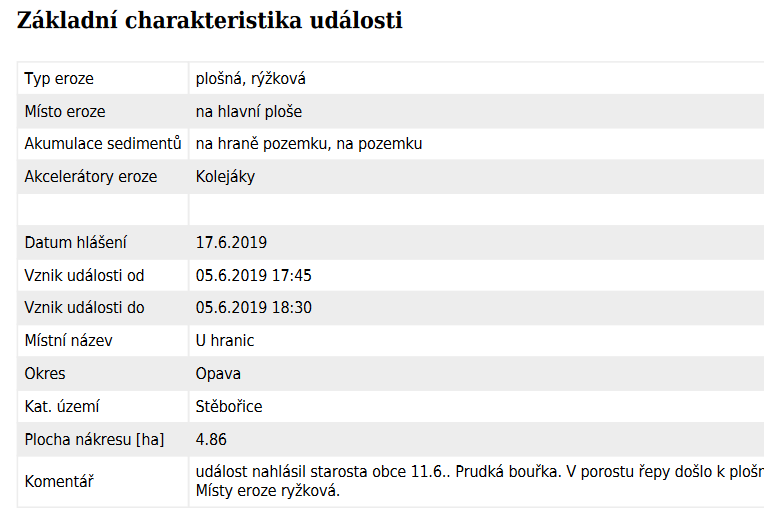 Základní charakteristika události
Typ eroze plošná, rýžková
Místo eroze na hlavní ploše
Akumulace sedimentů na hraně pozemku, na pozemku
Akcelerátory eroze Kolejáky
Datum hlášení 17.6.2019
Vznik události od 05.6.2019 17:45
Vznik události do 05.6.2019 18:30
Místní název U hranic
Okres Opava
Kat. území Stěbořice
Plocha nákresu [ha] 4.86
Komentář událost nahlásil starosta obce 11.6.. Prudká bouřka. V porostu řepy došlo k
Místy eroze ryžková.